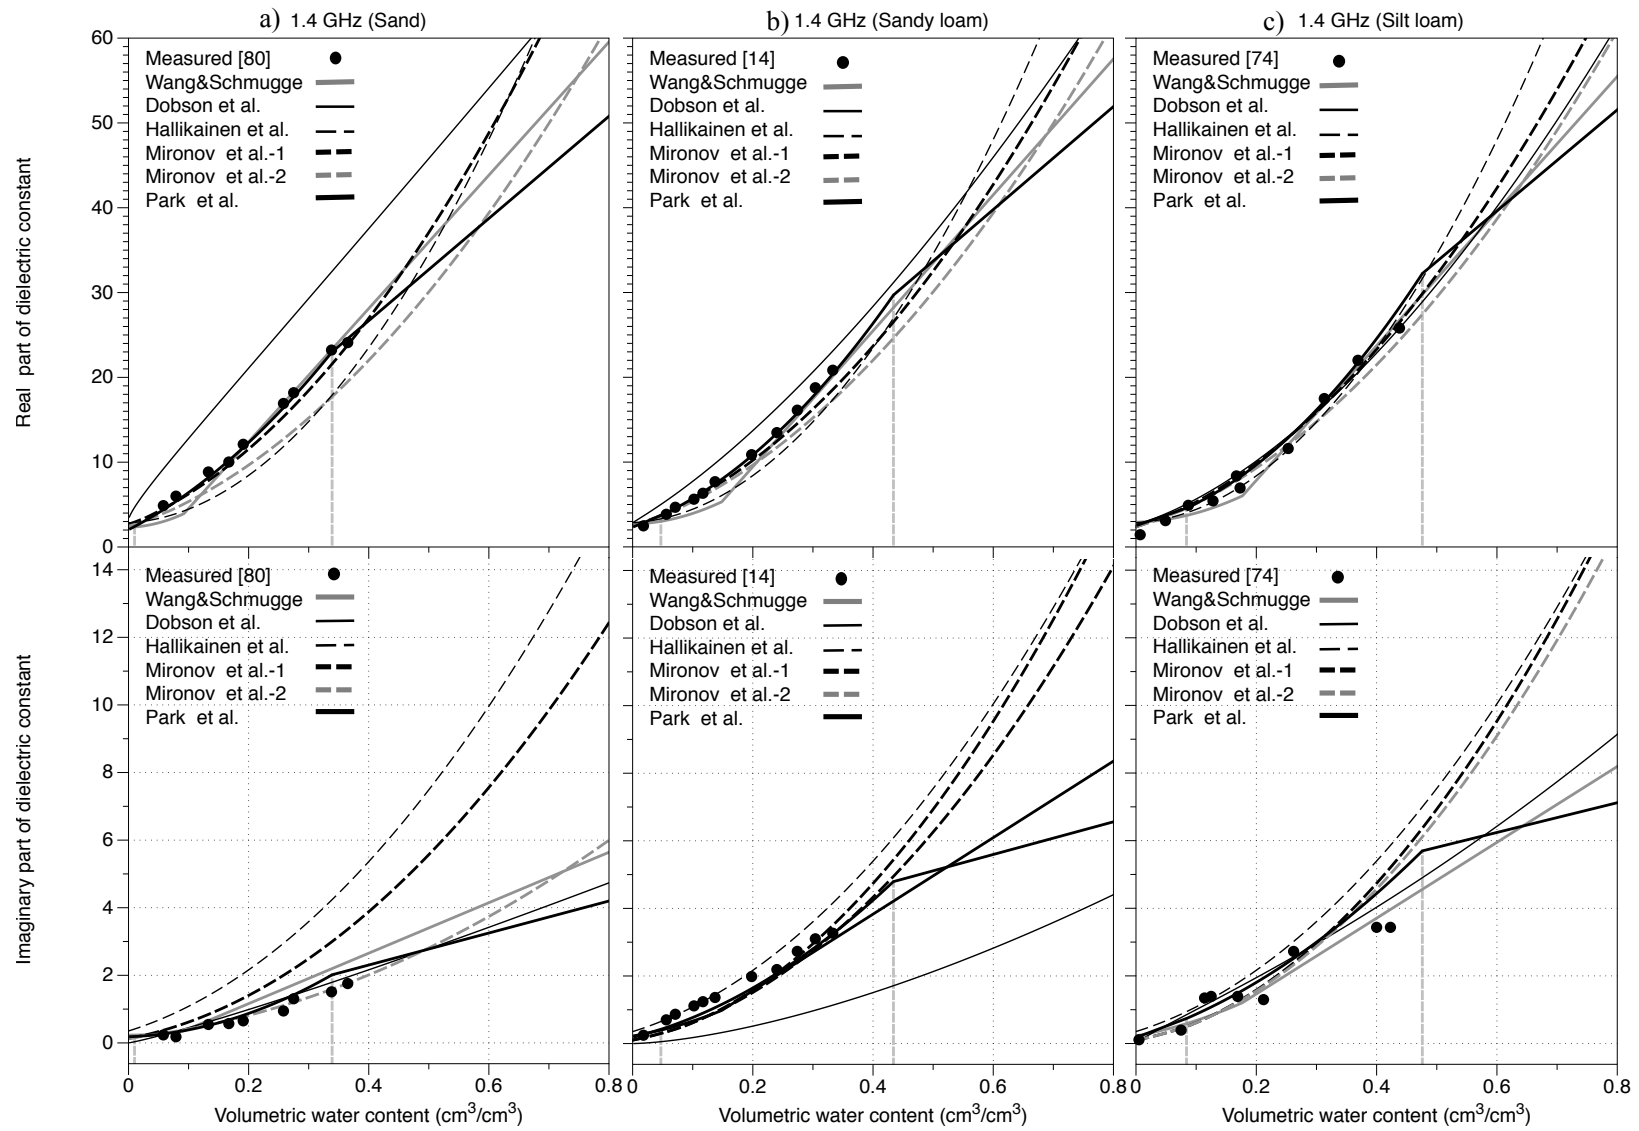 a) 1.4 GHz (Sand)
b) 1.4 GHz (Sandy loam)
c) 1.4 GHz (Silt loam)
Real part of dielectric constant
60
50
40
30
20
10
0
Measured [80]
Wang&Schmugge
Dobson et al.
Hallikainen et al.
Mironov et al.-1
Mironov et al.-2
Park et al.
Measured [14]
Wang&Schmugge
Dobson et al.
Hallikainen et al.
Mironov et al.-1
Mironov et al.-2
Park et al.
Measured [74]
Wang&Schmugge
Dobson et al.
Hallikainen et al.
Mironov et al.-1
Mironov et al.-2
Park et al.
Imaginary part of dielectric constant
14
12
10
8
6
4
2
0
Measured [80]
Wang&Schmugge
Dobson et al.
Hallikainen et al.
Mironov et al.-1
Mironov et al.-2
Park et al.
Measured [14]
Wang&Schmugge
Dobson et al.
Hallikainen et al.
Mironov et al.-1
Mironov et al.-2
Park et al.
Measured [74]
Wang&Schmugge
Dobson et al.
Hallikainen et al.
Mironov et al.-1
Mironov et al.-2
Park et al.
0 0.2 0.4 0.6 0.8
0 0.2 0.4 0.6 0.8
0 0.2 0.4 0.6 0.8
Volumetric water content (cm³/cm³)
Volumetric water content (cm³/cm³)
Volumetric water content (cm³/cm³)